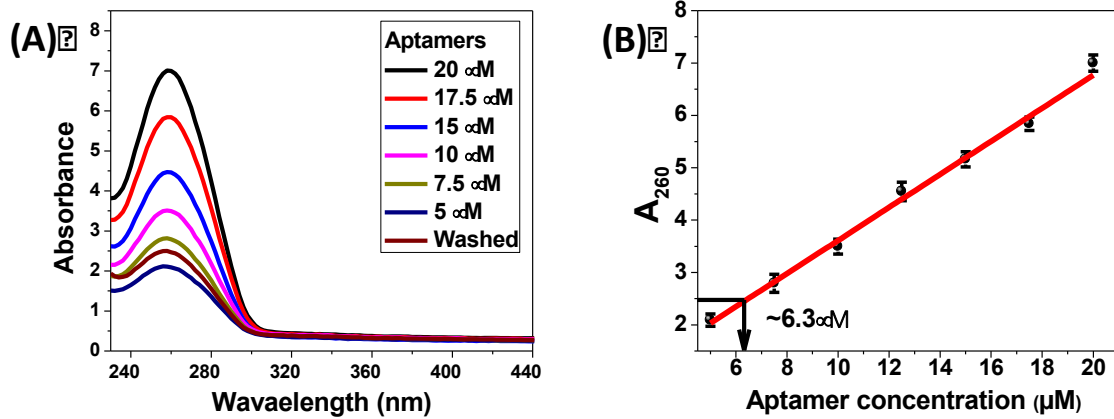 (A)⍰
Absorbance
8
7
6
5
4
3
2
1
0
240 280 320 360 400 440
Wavaelength (nm)
Aptamers
20 ∝M
17.5 ∝M
15 ∝M
10 ∝M
7.5 ∝M
5 ∝M
Washed
(B)⍰
A260
8
7
6
5
4
3
2
~6.3∝M
6 8 10 12 14 16 18 20
Aptamer concentration (µM)